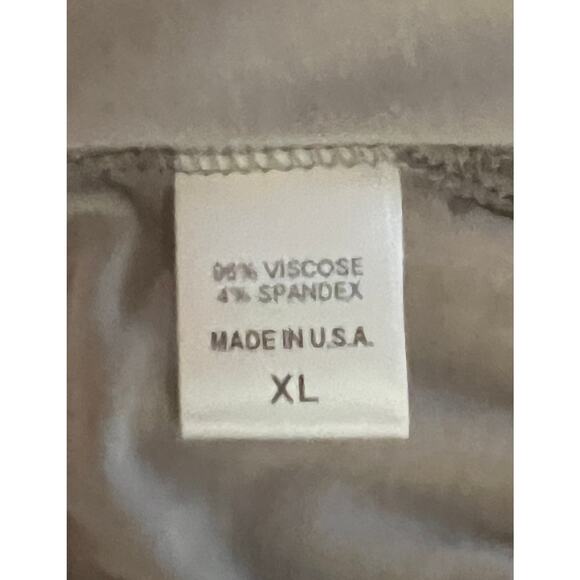 96% VISCOSE
4% SPANDEX
MADE IN U.S.A.
XL